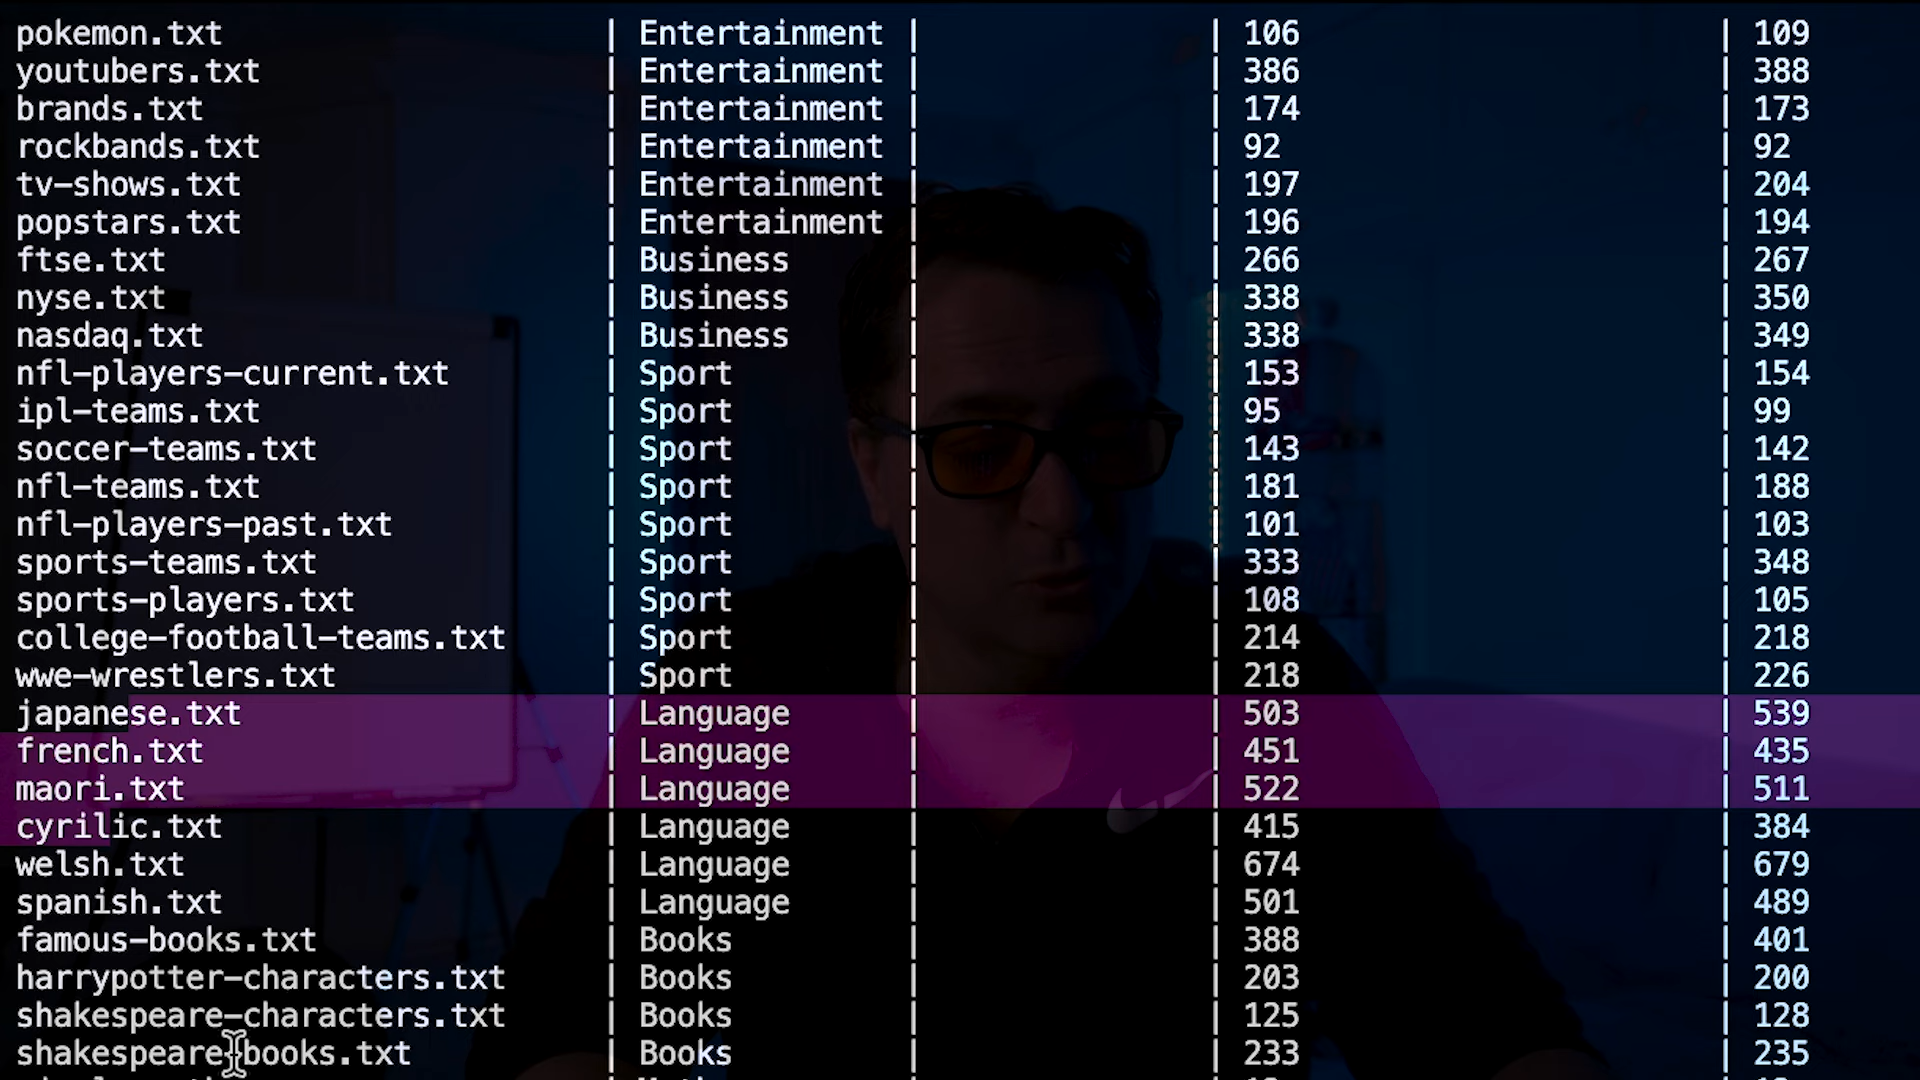 pokemon.txt | Entertainment | | 106 | 109
youtubers.txt | Entertainment | | 386 | 388
brands.txt | Entertainment | | 174 | 173
rockbands.txt | Entertainment | | 92 | 92
tv-shows.txt | Entertainment | | 197 | 204
popstars.txt | Entertainment | | 196 | 194
ftse.txt | Business | | 266 | 267
nyse.txt | Business | | 338 | 350
nasdaq.txt | Business | | 338 | 349
nfl-players-current.txt | Sport | | 153 | 154
ipl-teams.txt | Sport | | 95 | 99
soccer-teams.txt | Sport | | 143 | 142
nfl-teams.txt | Sport | | 181 | 188
nfl-players-past.txt | Sport | | 101 | 103
sports-teams.txt | Sport | | 333 | 348
sports-players.txt | Sport | | 108 | 105
college-football-teams.txt | Sport | | 214 | 218
wwe-wrestlers.txt | Sport | | 218 | 226
japanese.txt | Language | | 503 | 539
french.txt | Language | | 451 | 435
maori.txt | Language | | 522 | 511
cyrilic.txt | Language | | 415 | 384
welsh.txt | Language | | 674 | 679
spanish.txt | Language | | 501 | 489
famous-books.txt | Books | | 388 | 401
harrypotter-characters.txt | Books | | 203 | 200
shakespeare-characters.txt | Books | | 125 | 128
shakespeare-books.txt | Books | | 233 | 235